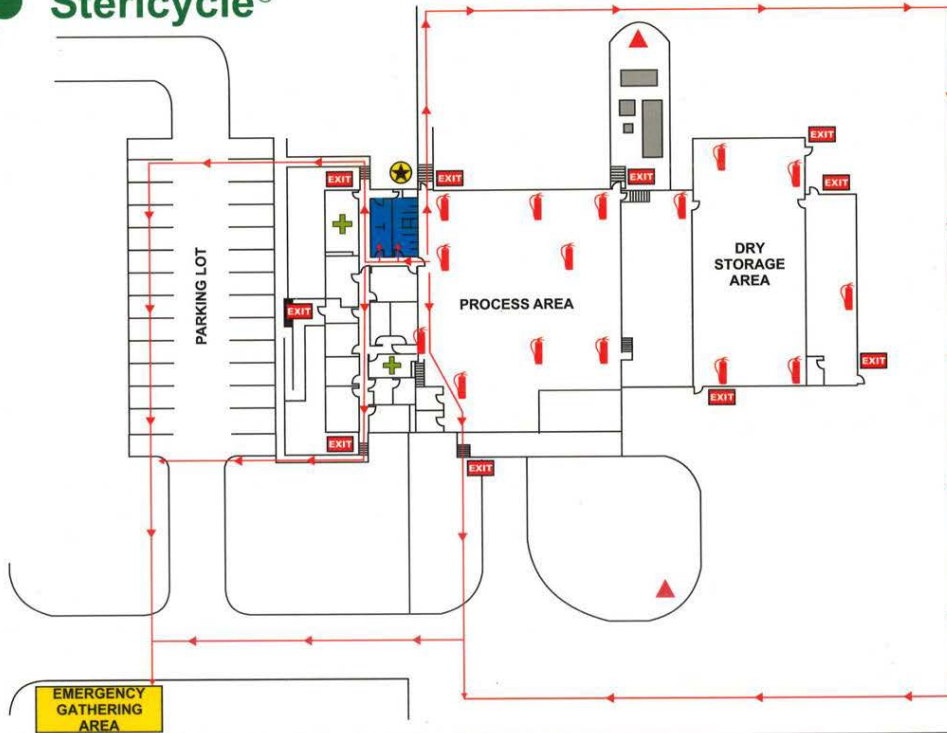 Stericycle®
EXIT
EXIT
EXIT
EXIT
EXIT
PARKING LOT
PROCESS AREA
DRY
STORAGE
AREA
EXIT
EXIT
EXIT
EXIT
EXIT
EMERGENCY
GATHERING
AREA